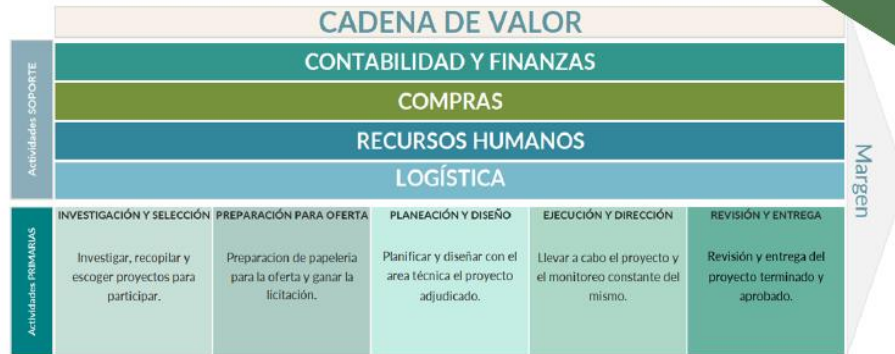 CADENA DE VALOR
Actividades SOPORTE
CONTABILIDAD Y FINANZAS
COMPRAS
RECURSOS HUMANOS
LOGÍSTICA
Margen
Actividades PRIMARIAS
INVESTIGACIÓN Y SELECCIÓN
Investigar, recopilar y
escoger proyectos para
participar.
PREPARACIÓN PARA OFERTA
Preparacion de papeleria
para la oferta y ganar la
licitación.
PLANEACIÓN Y DISEÑO
Planificar y diseñar con el
area técnica el proyecto
adjudicado.
EJECUCIÓN Y DIRECCIÓN
Llevar a cabo el proyecto y
el monitoreo constante del
mismo.
REVISIÓN Y ENTREGA
Revisión y entrega del
proyecto terminado y
aprobado.